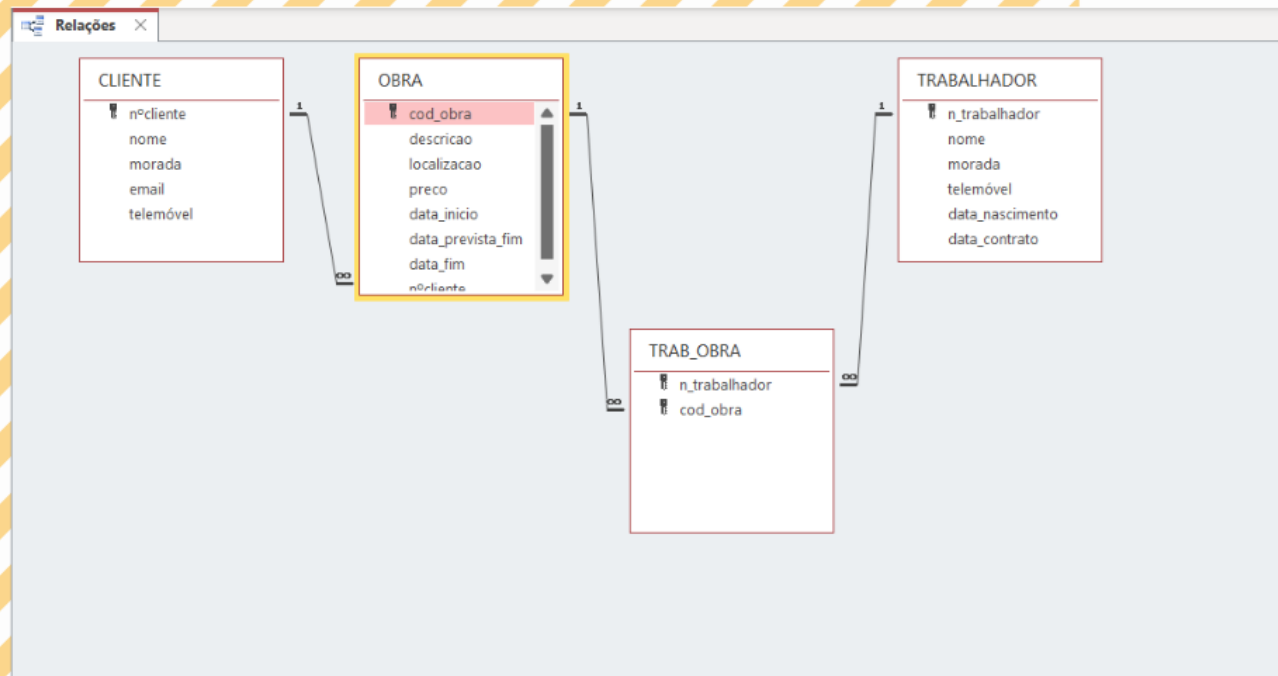 Relações
CLIENTE
nºcliente
nome
morada
email
telemóvel
1
∞
OBRA
cod_obra
descricao
localizacao
preco
data_inicio
data_prevista_fim
data_fim
nºcliente
1
∞
TRAB_OBRA
n_trabalhador
cod_obra
∞
1
TRABALHADOR
n_trabalhador
nome
morada
telemóvel
data_nascimento
data_contrato